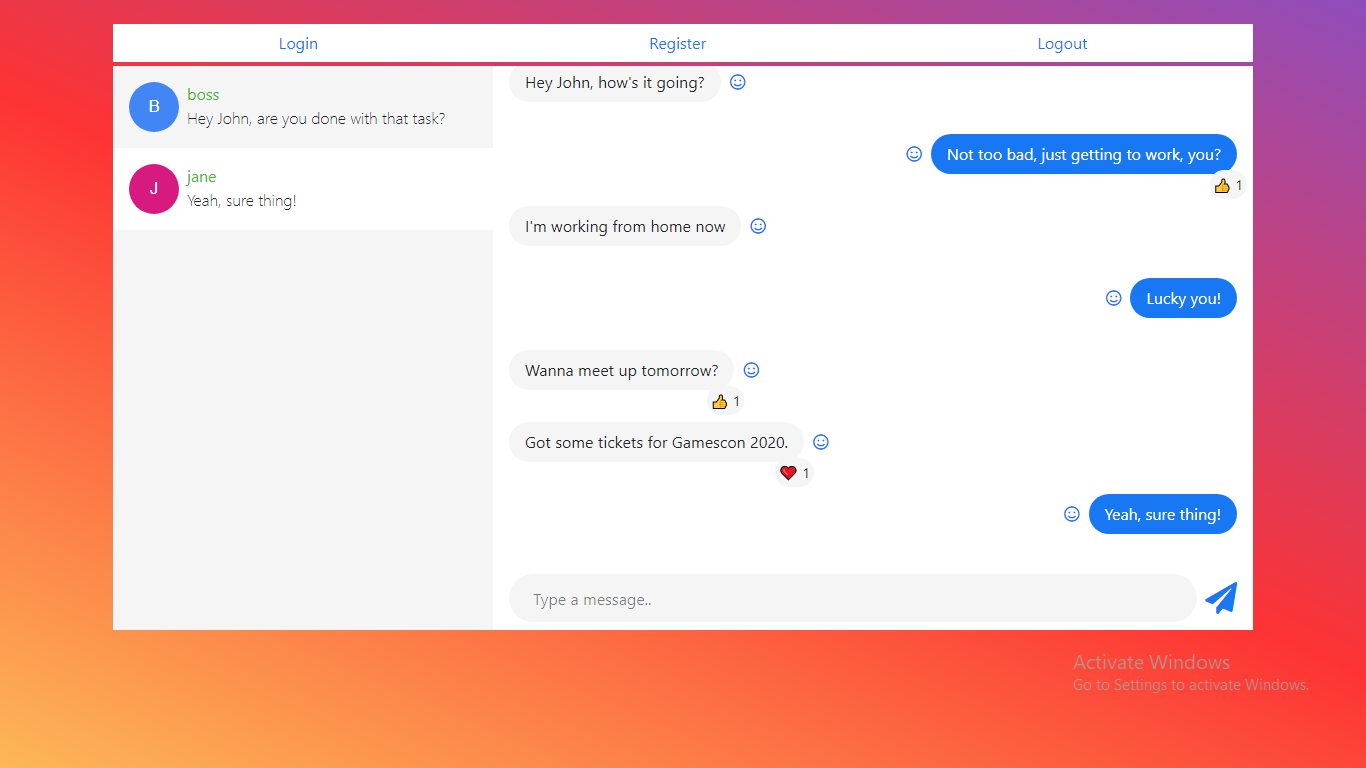 Login Register Logout
B
boss
Hey John, are you done with that task?
J
jane
Yeah, sure thing!
Hey John, how's it going?
Not too bad, just getting to work, you?
👍 1
I'm working from home now
Lucky you!
Wanna meet up tomorrow?
👍 1
Got some tickets for Gamescon 2020.
❤️ 1
Yeah, sure thing!
Type a message..
Activate Windows
Go to Settings to activate Windows.